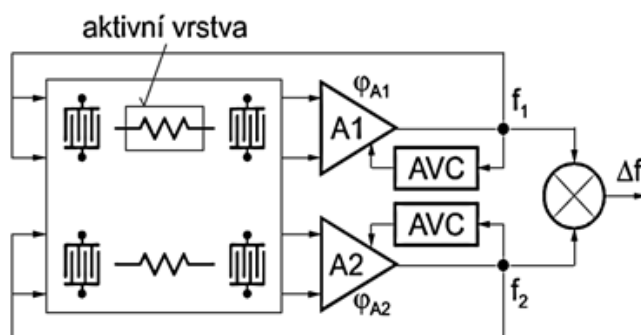 aktivní vrstva
φA1
A1
f1
AVC
Δf
AVC
A2
φA2
f2